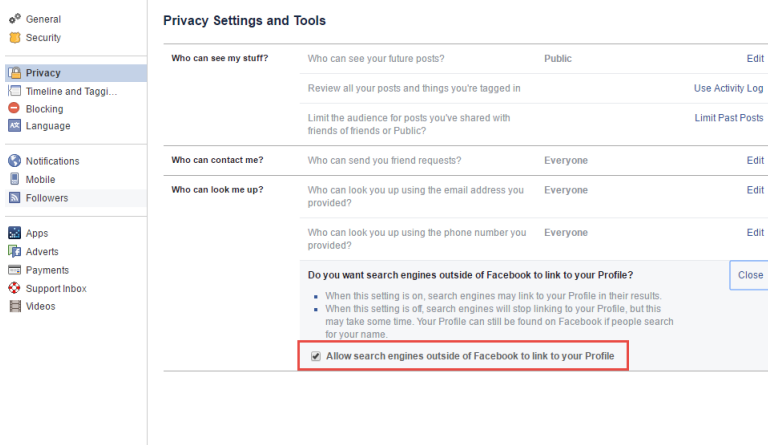 General
Security
Privacy
Timeline and Taggi...
Blocking
Language
Notifications
Mobile
Followers
Apps
Adverts
Payments
Support Inbox
Videos
Privacy Settings and Tools
Who can see my stuff?
Who can see your future posts?
Public
Edit
Review all your posts and things you're tagged in
Use Activity Log
Limit the audience for posts you've shared with
friends of friends or Public?
Limit Past Posts
Who can contact me?
Who can send you friend requests?
Everyone
Edit
Who can look me up?
Who can look you up using the email address you
provided?
Everyone
Edit
Who can look you up using the phone number you
provided?
Everyone
Edit
Do you want search engines outside of Facebook to link to your Profile?
Close
When this setting is on, search engines may link to your Profile in their results.
When this setting is off, search engines will stop linking to your Profile, but this
may take some time. Your Profile can still be found on Facebook if people search
for your name.
Allow search engines outside of Facebook to link to your Profile